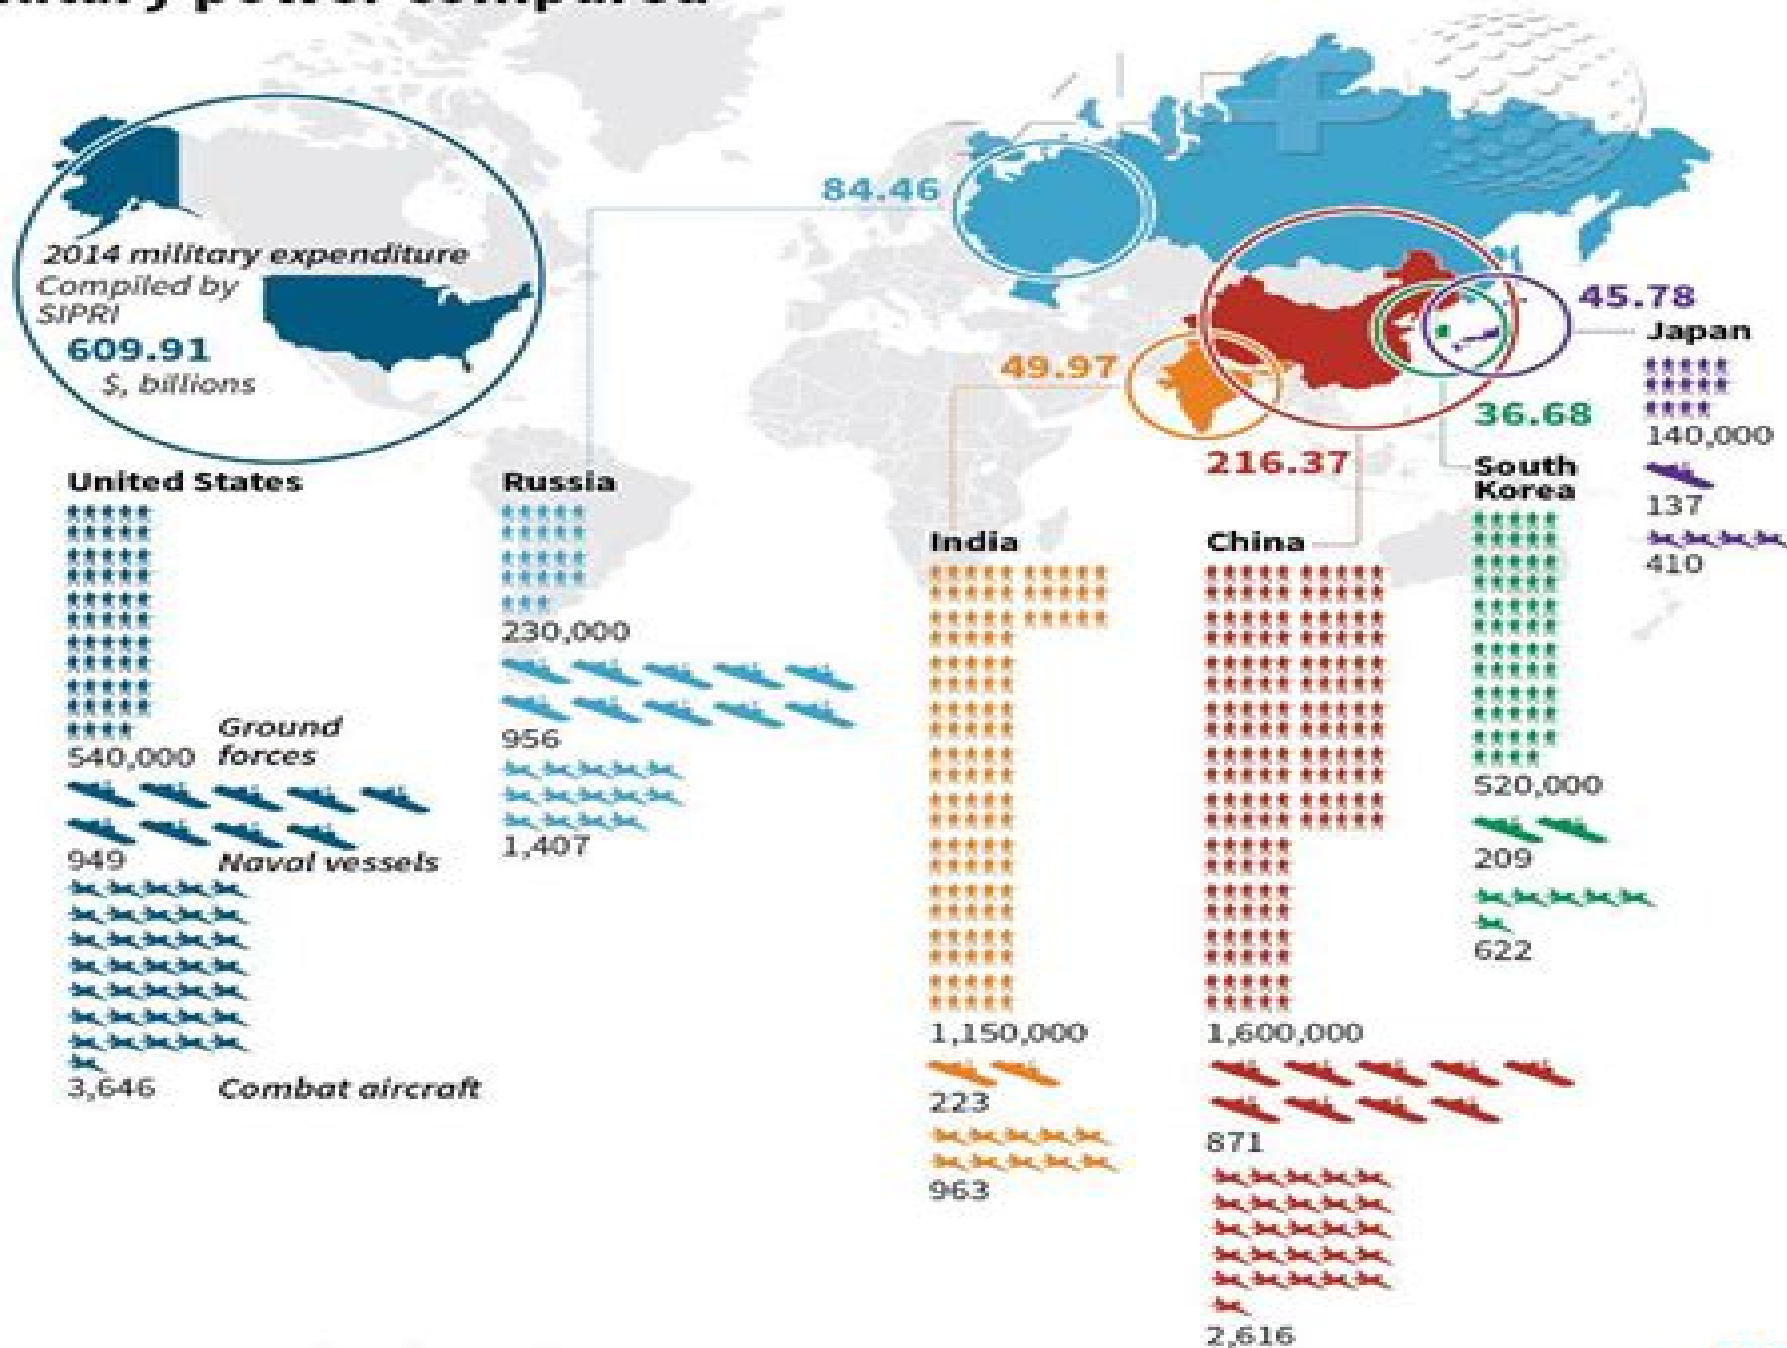 power compared
2014 military expenditure
Compiled by
SIPRI
609.91
$, billions
84.46
49.97
216.37
45.78
36.68
United States
540,000 Ground
forces
949 Naval vessels
3,646 Combat aircraft
Russia
230,000
956
1,407
India
1,150,000
223
963
China
1,600,000
871
2,616
South
Korea
520,000
209
622
Japan
140,000
137
410